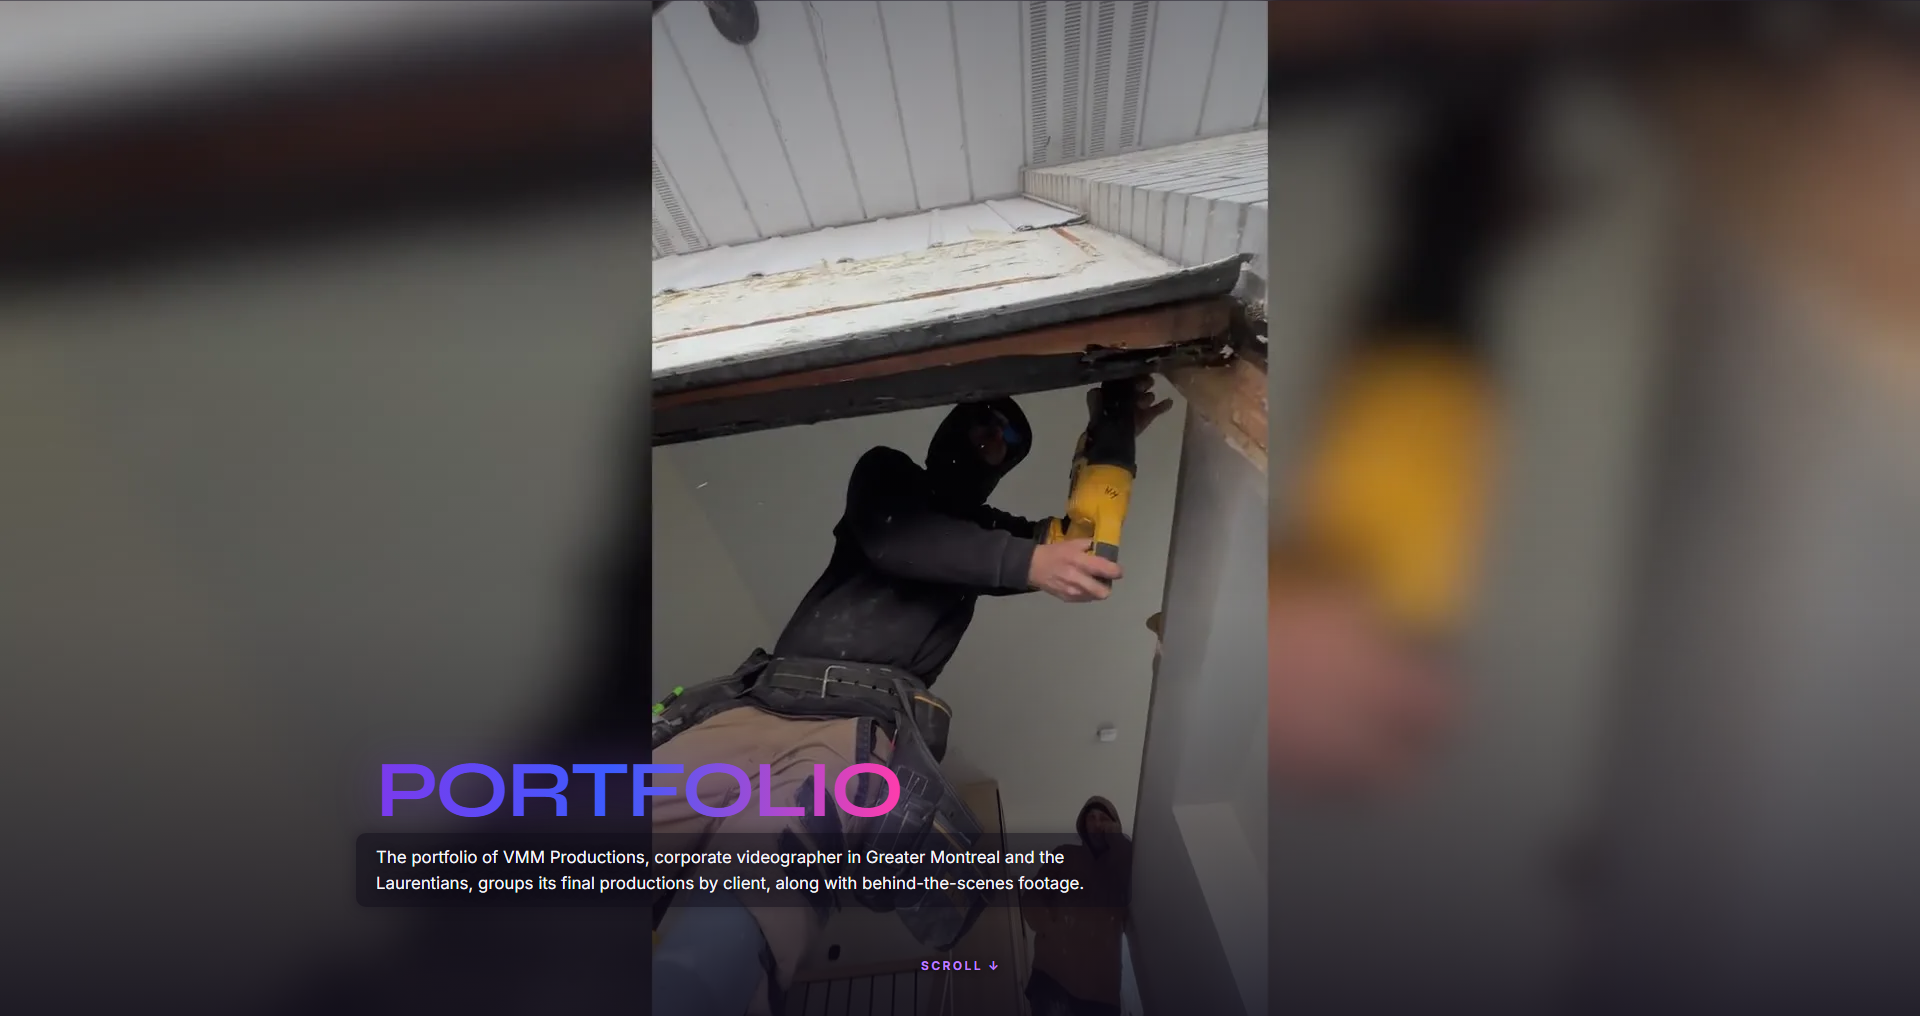 PORTFOLIO
The portfolio of VMM Productions, corporate videographer in Greater Montreal and the
Laurentians, groups its final productions by client, along with behind-the-scenes footage.
SCROLL ↓